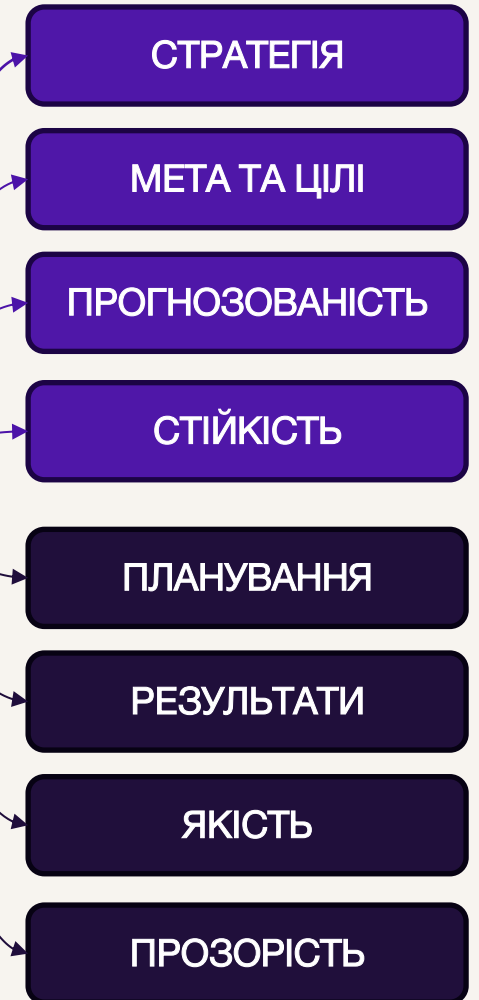 СТРАТЕГІЯ
МЕТА ТА ЦІЛІ
ПРОГНОЗОВАНІСТЬ
СТІЙКІСТЬ
ПЛАНУВАННЯ
РЕЗУЛЬТАТИ
ЯКІСТЬ
ПРОЗОРІСТЬ